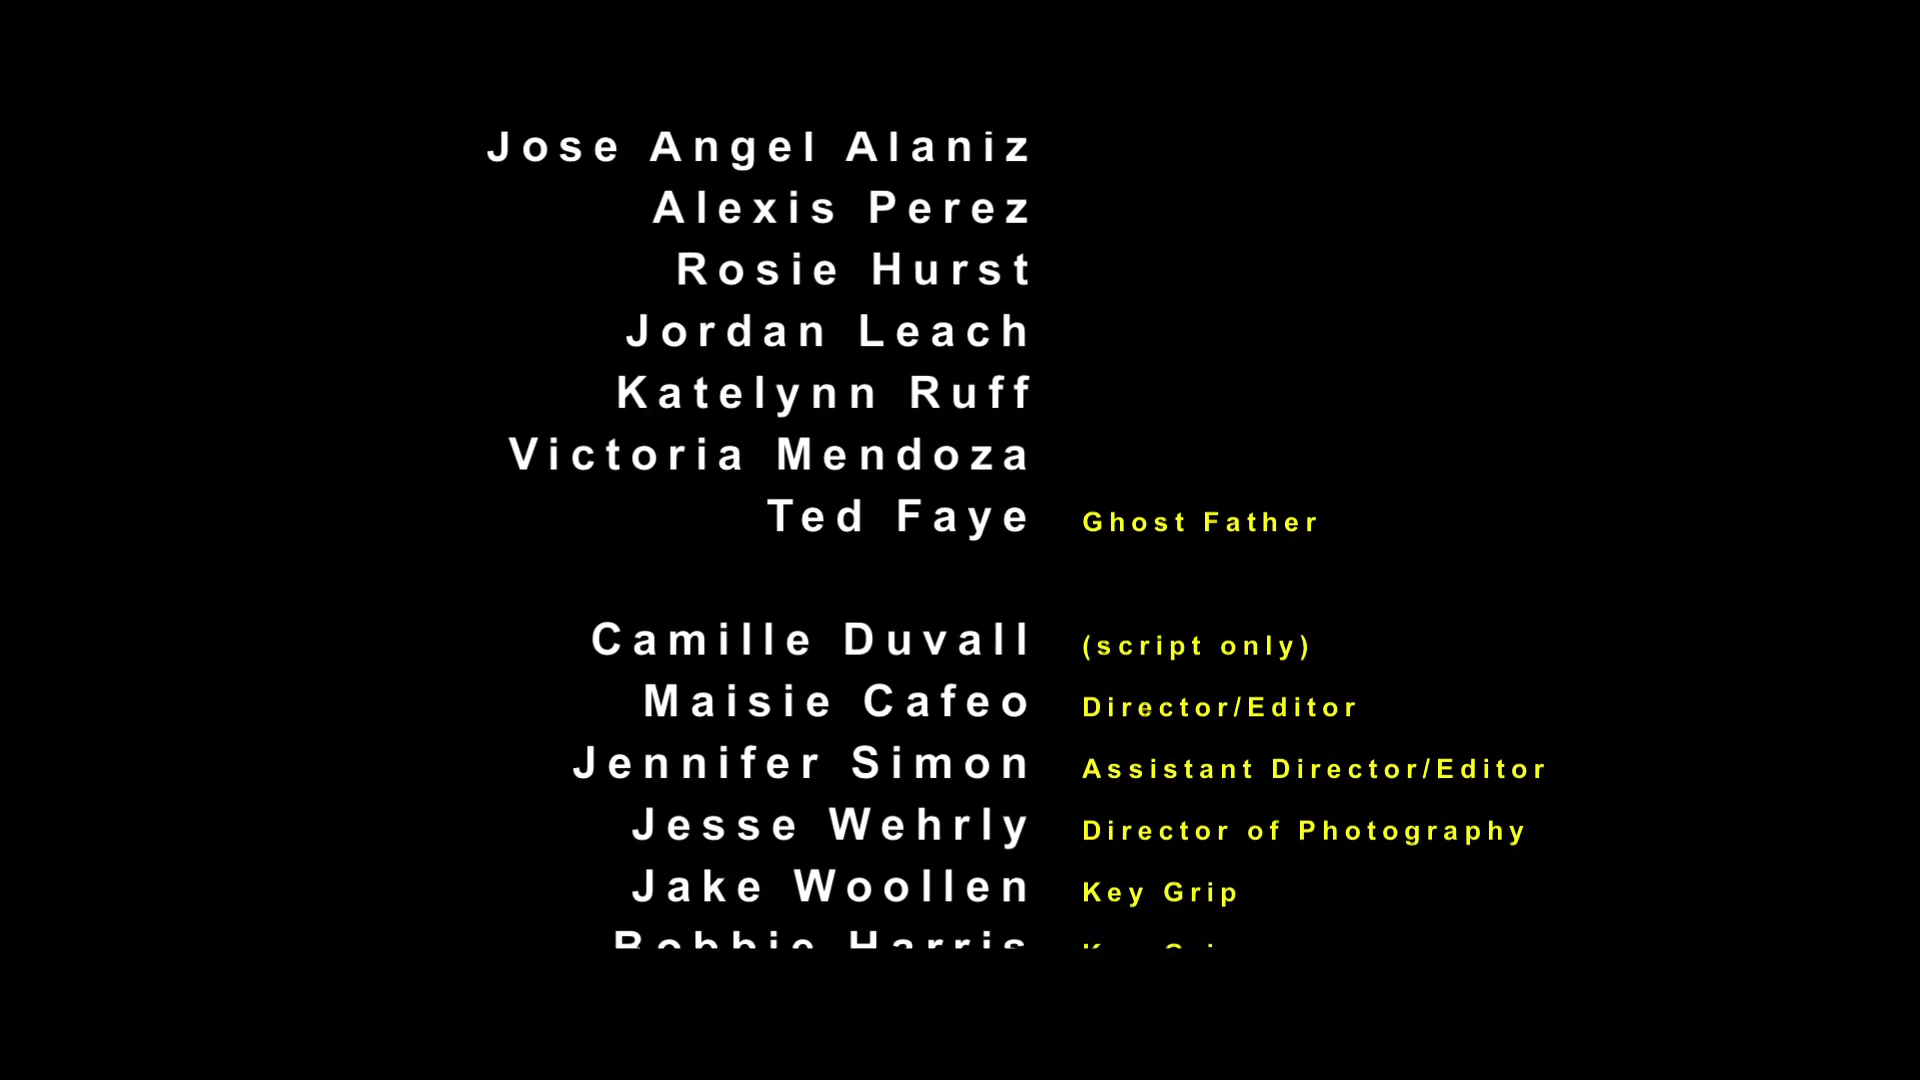 Jose Angel Alaniz
Alexis Perez
Rosie Hurst
Jordan Leach
Katelynn Ruff
Victoria Mendoza
Ted Faye Ghost Father
Camille Duvall (script only)
Maisie Cafeo Director/Editor
Jennifer Simon Assistant Director/Editor
Jesse Wehrly Director of Photography
Jake Woollen Key Grip
Harris